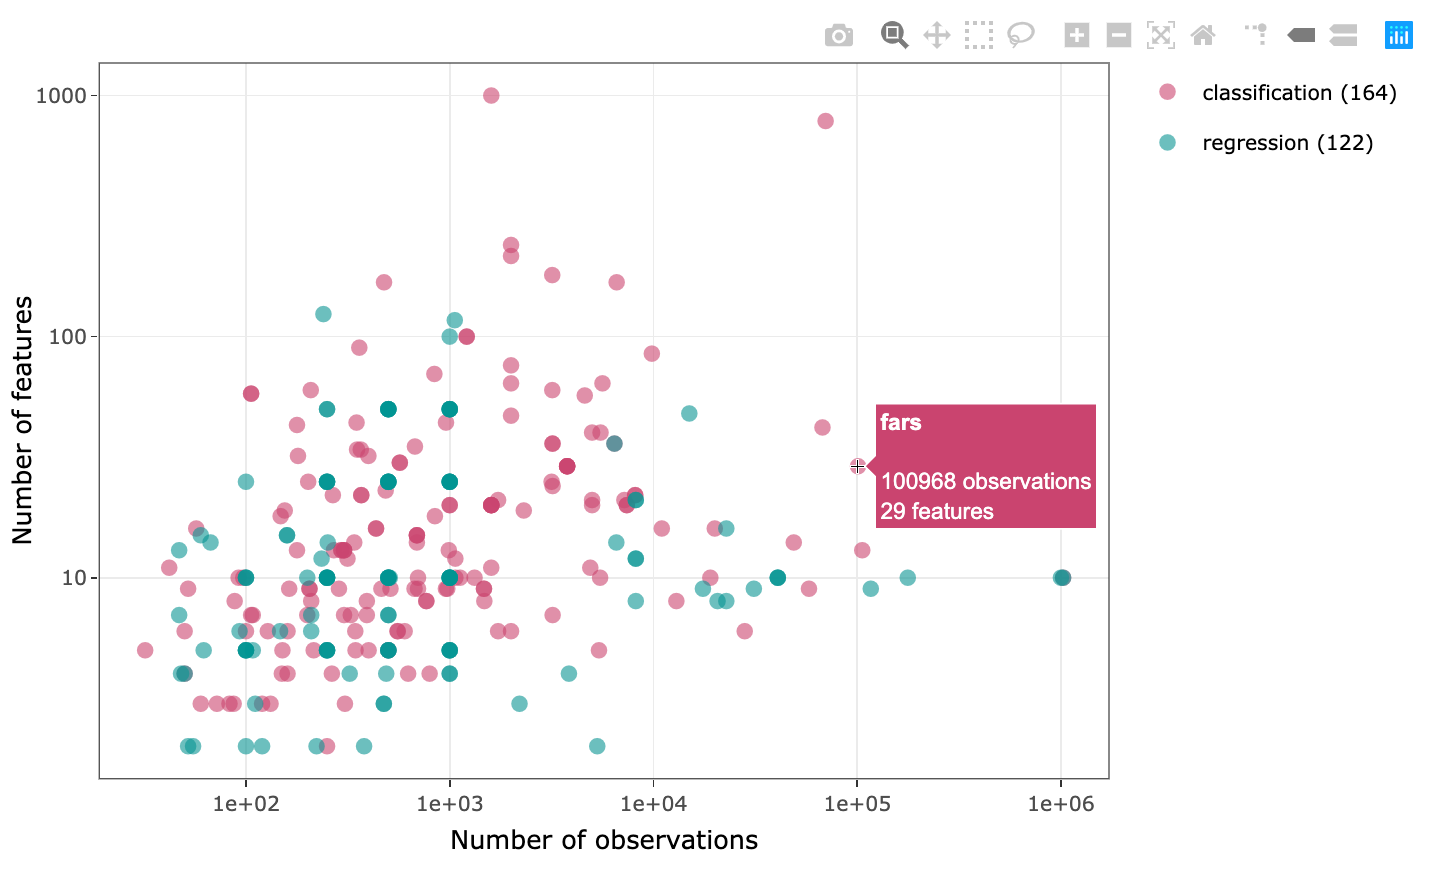 classification (164)
regression (122)
Number of features
1000
100
10
fars
100968 observations
29 features
1e+02 1e+03 1e+04 1e+05 1e+06
Number of observations